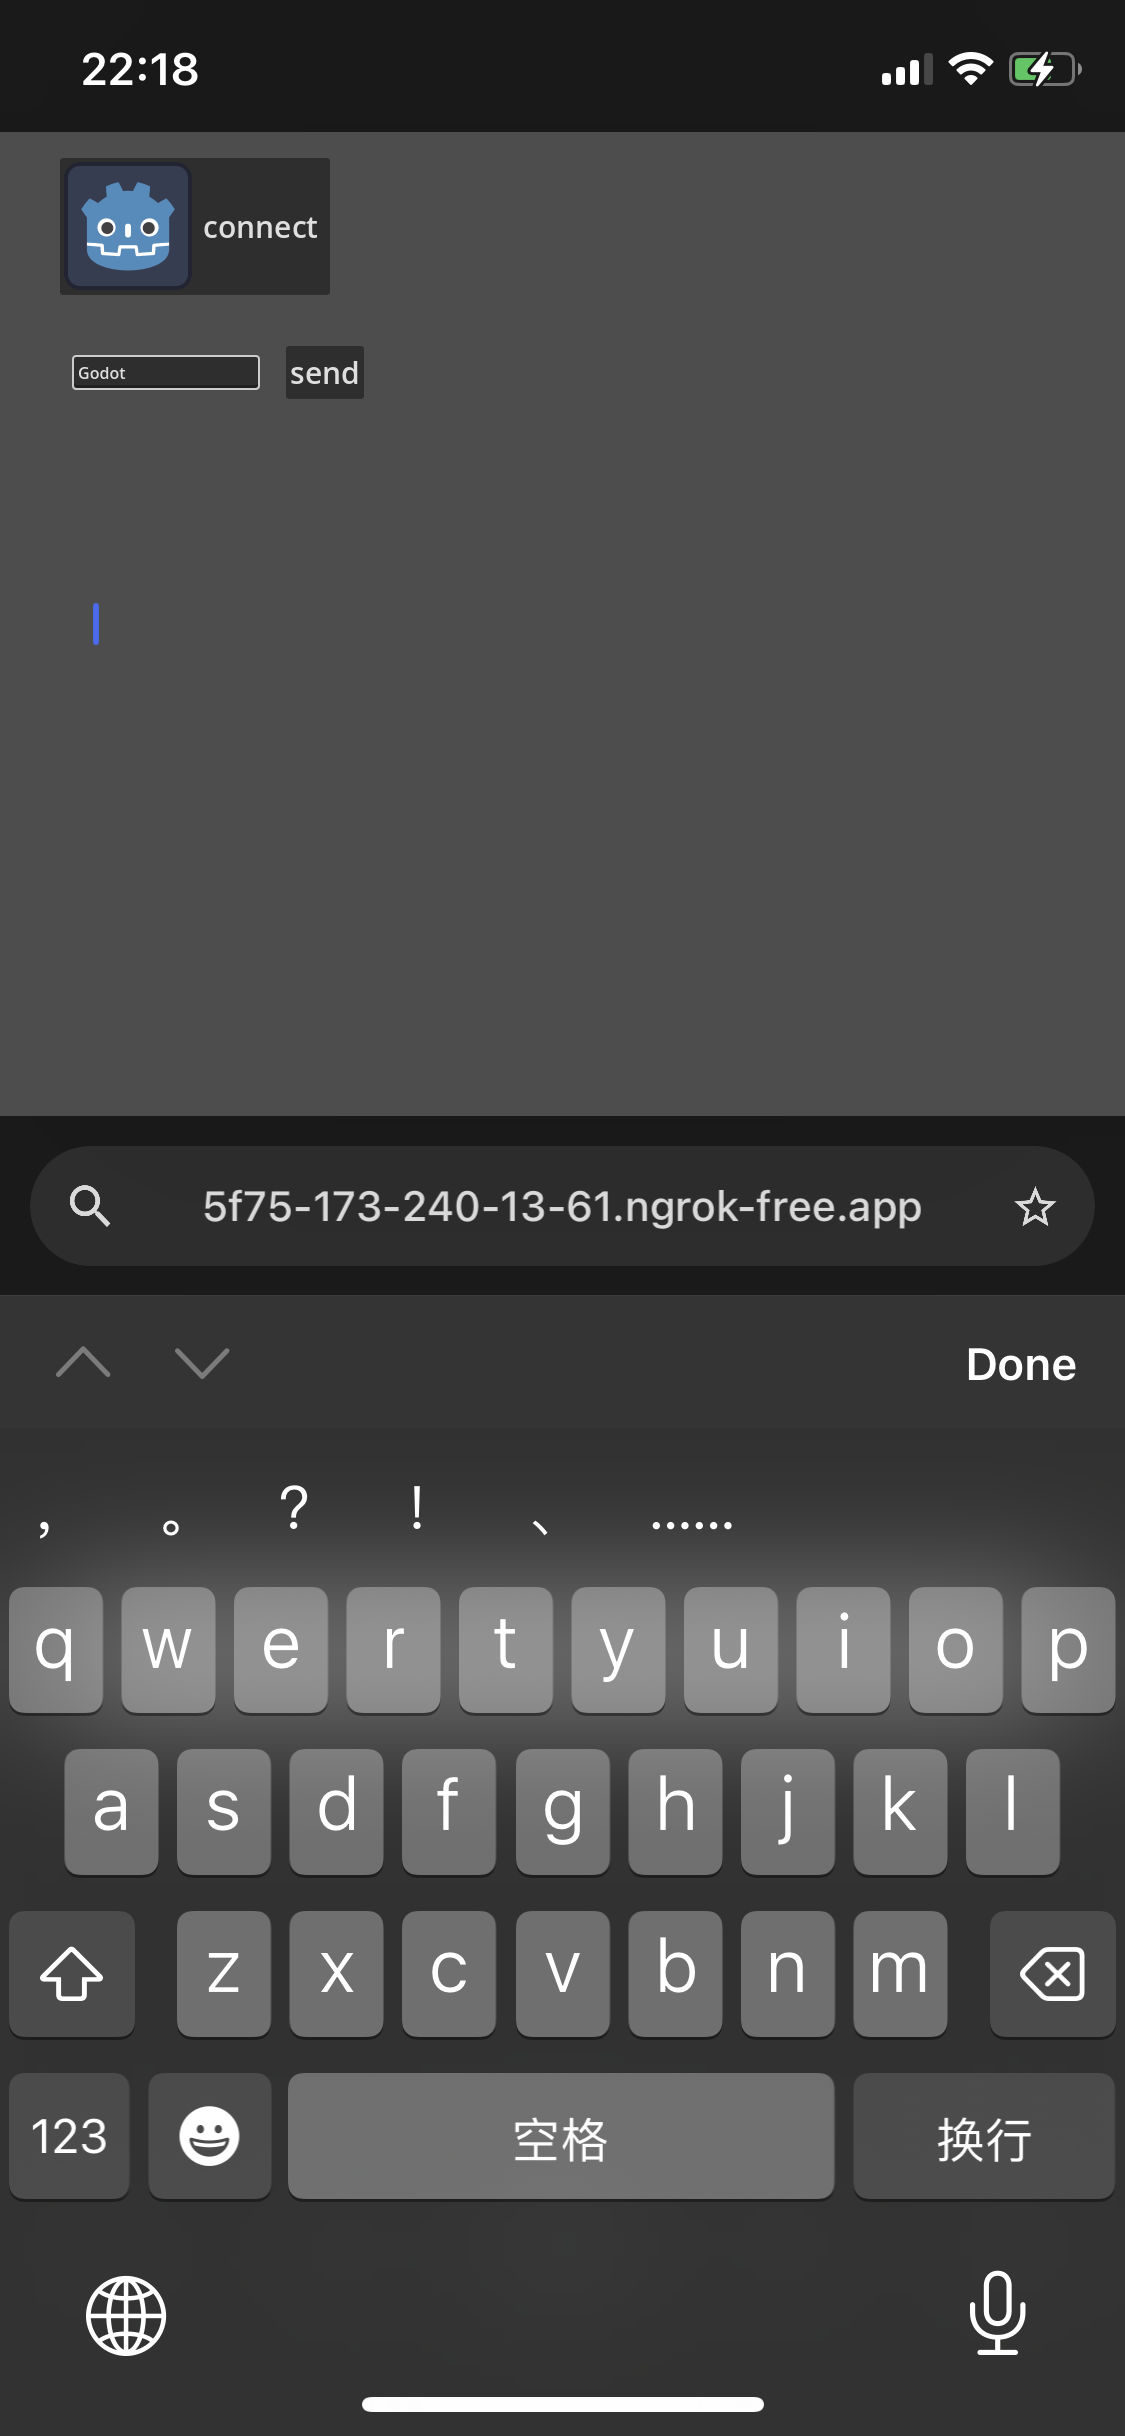 22:18
connect
Godot
send
5f75-173-240-13-61.ngrok-free.app
Done
， 。 ？ ！ 、 ……
q w e r t y u i o p
a s d f g h j k l
z x c v b n m
123 空格 换行